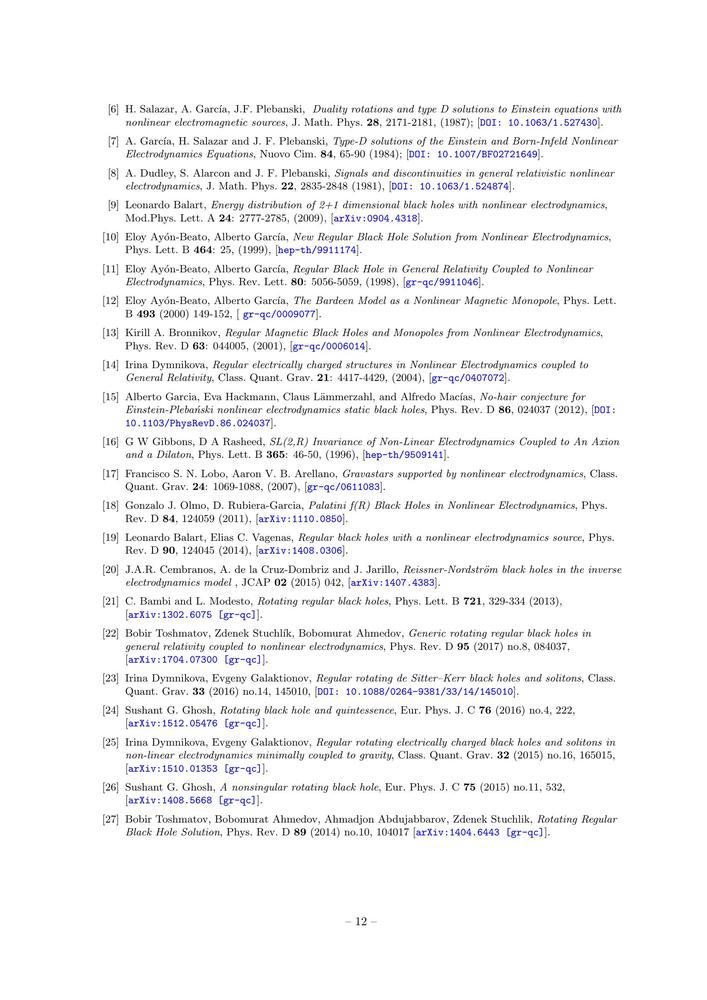 [6] H. Salazar, A. García, J.F. Plebanski, Duality rotations and type D solutions to Einstein equations with
nonlinear electromagnetic sources, J. Math. Phys. 28, 2171-2181, (1987); [DOI: 10.1063/1.527430].
[7] A. García, H. Salazar and J. F. Plebanski, Type-D solutions of the Einstein and Born-Infeld Nonlinear
Electrodynamics Equations, Nuovo Cim. 84, 65-90 (1984); [DOI: 10.1007/BF02721649].
[8] A. Dudley, S. Alarcon and J. F. Plebanski, Signals and discontinuities in general relativistic nonlinear
electrodynamics, J. Math. Phys. 22, 2835-2848 (1981), [DOI: 10.1063/1.524874].
[9] Leonardo Balart, Energy distribution of 2+1 dimensional black holes with nonlinear electrodynamics,
Mod.Phys. Lett. A 24: 2777-2785, (2009), [arXiv:0904.4318].
[10] Eloy Ayón-Beato, Alberto García, New Regular Black Hole Solution from Nonlinear Electrodynamics,
Phys. Lett. B 464: 25, (1999), [hep-th/9911174].
[11] Eloy Ayón-Beato, Alberto García, Regular Black Hole in General Relativity Coupled to Nonlinear
Electrodynamics, Phys. Rev. Lett. 80: 5056-5059, (1998), [gr-qc/9911046].
[12] Eloy Ayón-Beato, Alberto García, The Bardeen Model as a Nonlinear Magnetic Monopole, Phys. Lett.
B 493 (2000) 149-152, [ gr-qc/0009077].
[13] Kirill A. Bronnikov, Regular Magnetic Black Holes and Monopoles from Nonlinear Electrodynamics,
Phys. Rev. D 63: 044005, (2001), [gr-qc/0006014].
[14] Irina Dymnikova, Regular electrically charged structures in Nonlinear Electrodynamics coupled to
General Relativity, Class. Quant. Grav. 21: 4417-4429, (2004), [gr-qc/0407072].
[15] Alberto Garcia, Eva Hackmann, Claus Lämmerzahl, and Alfredo Macías, No-hair conjecture for
Einstein-Plebański nonlinear electrodynamics static black holes, Phys. Rev. D 86, 024037 (2012), [DOI:
10.1103/PhysRevD.86.024037].
[16] G W Gibbons, D A Rasheed, SL(2,R) Invariance of Non-Linear Electrodynamics Coupled to An Axion
and a Dilaton, Phys. Lett. B 365: 46-50, (1996), [hep-th/9509141].
[17] Francisco S. N. Lobo, Aaron V. B. Arellano, Gravastars supported by nonlinear electrodynamics, Class.
Quant. Grav. 24: 1069-1088, (2007), [gr-qc/0611083].
[18] Gonzalo J. Olmo, D. Rubiera-Garcia, Palatini f(R) Black Holes in Nonlinear Electrodynamics, Phys.
Rev. D 84, 124059 (2011), [arXiv:1110.0850].
[19] Leonardo Balart, Elias C. Vagenas, Regular black holes with a nonlinear electrodynamics source, Phys.
Rev. D 90, 124045 (2014), [arXiv:1408.0306].
[20] J.A.R. Cembranos, A. de la Cruz-Dombriz and J. Jarillo, Reissner-Nordström black holes in the inverse
electrodynamics model , JCAP 02 (2015) 042, [arXiv:1407.4383].
[21] C. Bambi and L. Modesto, Rotating regular black holes, Phys. Lett. B 721, 329-334 (2013),
[arXiv:1302.6075 [gr-qc]].
[22] Bobir Toshmatov, Zdenek Stuchlík, Bobomurat Ahmedov, Generic rotating regular black holes in
general relativity coupled to nonlinear electrodynamics, Phys. Rev. D 95 (2017) no.8, 084037,
[arXiv:1704.07300 [gr-qc]].
[23] Irina Dymnikova, Evgeny Galaktionov, Regular rotating de Sitter–Kerr black holes and solitons, Class.
Quant. Grav. 33 (2016) no.14, 145010, [DOI: 10.1088/0264-9381/33/14/145010].
[24] Sushant G. Ghosh, Rotating black hole and quintessence, Eur. Phys. J. C 76 (2016) no.4, 222,
[arXiv:1512.05476 [gr-qc]].
[25] Irina Dymnikova, Evgeny Galaktionov, Regular rotating electrically charged black holes and solitons in
non-linear electrodynamics minimally coupled to gravity, Class. Quant. Grav. 32 (2015) no.16, 165015,
[arXiv:1510.01353 [gr-qc]].
[26] Sushant G. Ghosh, A nonsingular rotating black hole, Eur. Phys. J. C 75 (2015) no.11, 532,
[arXiv:1408.5668 [gr-qc]].
[27] Bobir Toshmatov, Bobomurat Ahmedov, Ahmadjon Abdujabbarov, Zdenek Stuchlik, Rotating Regular
Black Hole Solution, Phys. Rev. D 89 (2014) no.10, 104017 [arXiv:1404.6443 [gr-qc]].
– 12 –